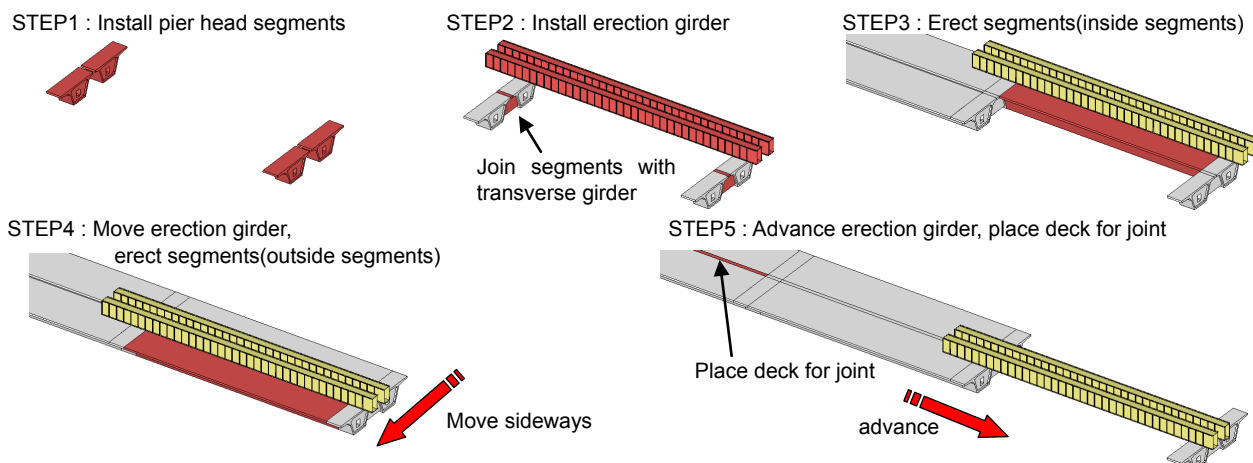 STEP1 : Install pier head segments
STEP2 : Install erection girder
STEP3 : Erect segments(inside segments)
Join segments with
transverse girder
STEP4 : Move erection girder,
erect segments(outside segments)
Move sideways
STEP5 : Advance erection girder, place deck for joint
Place deck for joint
advance